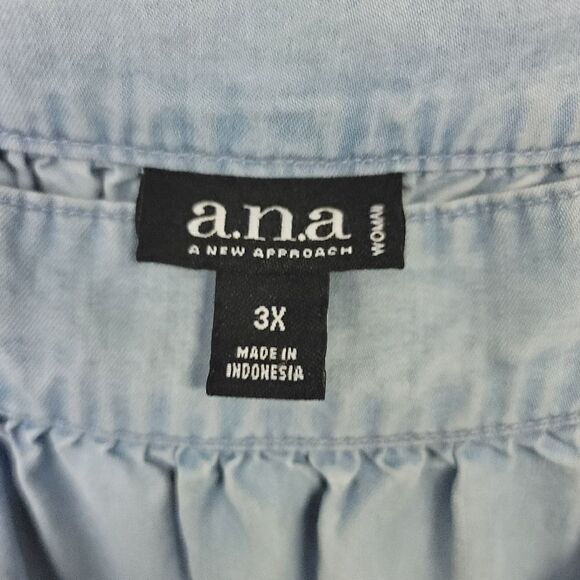 a.n.a
A NEW APPROACH
WOMAN
3X
MADE IN
INDONESIA